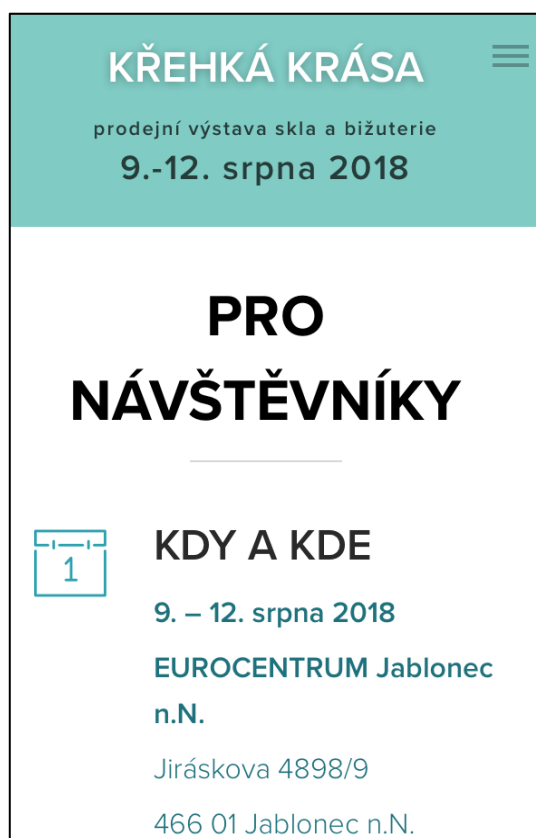 KŘEHKÁ KRÁSA
prodejní výstava skla a bižuterie
9.-12. srpna 2018
PRO
NÁVŠTĚVNÍKY
1
KDY A KDE
9. – 12. srpna 2018
EUROCENTRUM Jablonec
n.N.
Jiráskova 4898/9
466 01 Jablonec n.N.